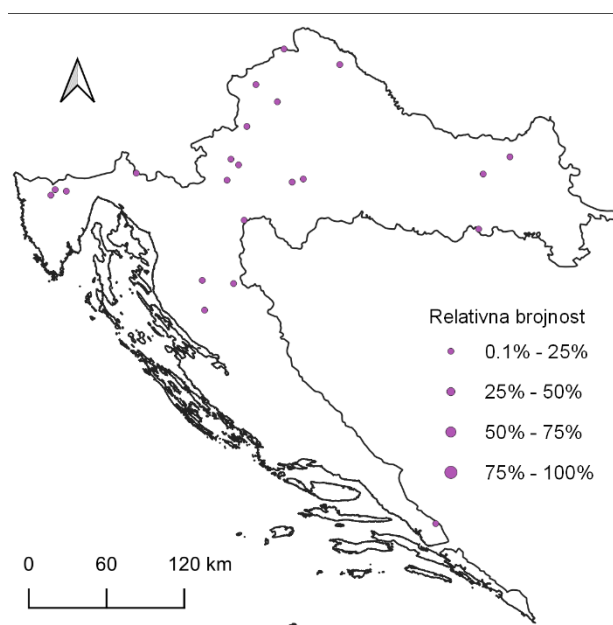 Relativna brojnost
0.1% - 25%
25% - 50%
50% - 75%
75% - 100%
0 60 120 km